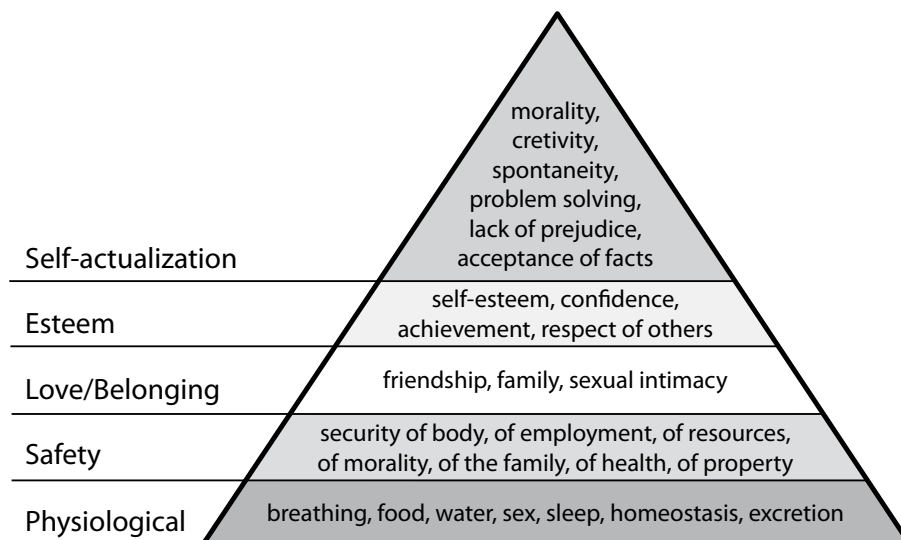 morality,
cretivity,
spontaneity,
problem solving,
lack of prejudice,
acceptance of facts
Self-actualization
self-esteem, confidence,
achievement, respect of others
Esteem
friendship, family, sexual intimacy
Love/Belonging
security of body, of employment, of resources,
of morality, of the family, of health, of property
Safety
breathing, food, water, sex, sleep, homeostasis, excretion
Physiological